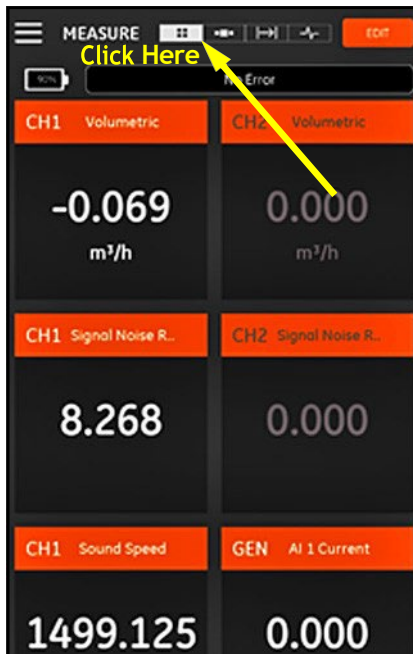 MEASURE
EDIT
Click Here
90%
No Error
CH1 Volumetric
CH2 Volumetric
-0.069
0.000
m³/h
m³/h
CH1 Signal Noise R..
CH2 Signal Noise R..
8.268
0.000
CH1 Sound Speed
GEN AI 1 Current
1499.125
0.000